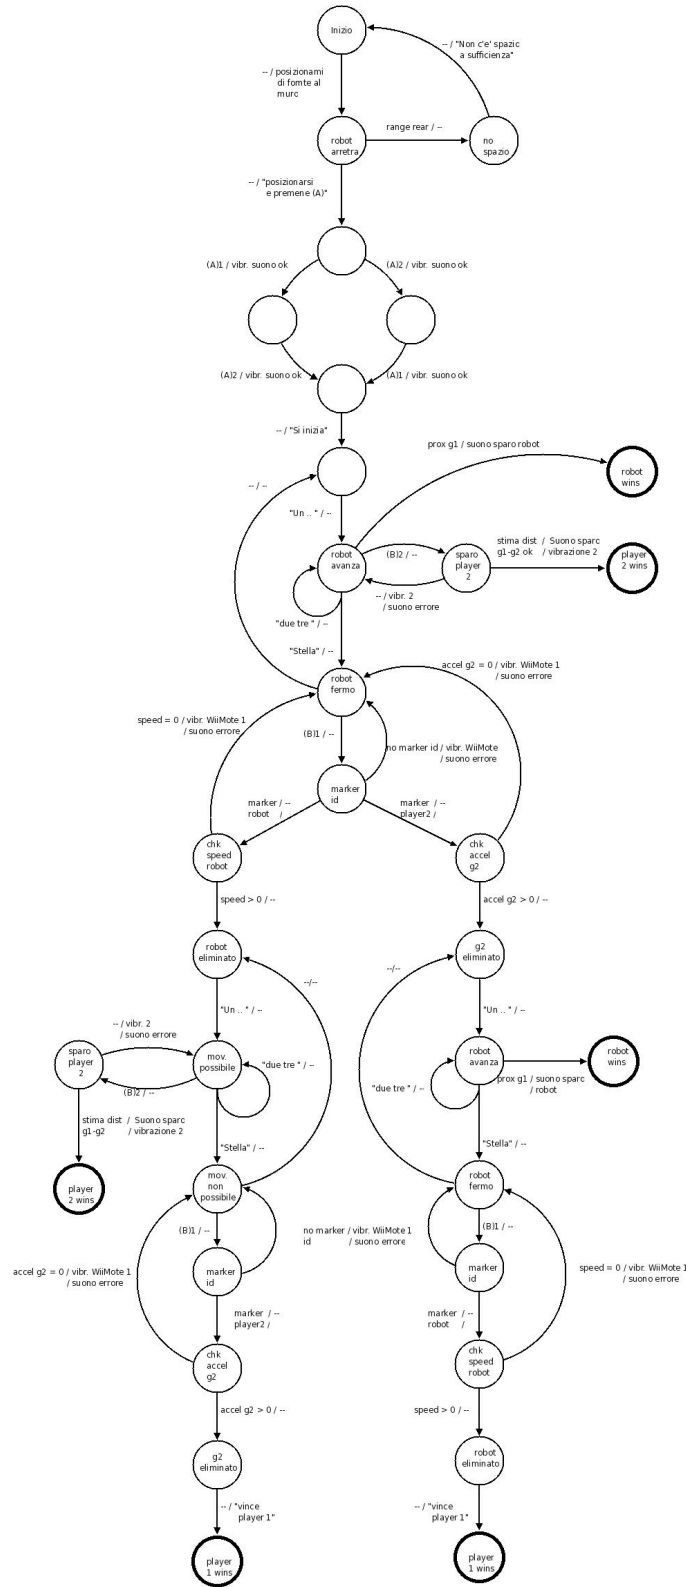 Inizio
-- / "Non c'e' spazic
a sufficienza"
-- / posizionami
di fomte al
murc
range rear / --
robot
arretra
no
spazio
-- / "posizionarsi
e premene (A)"
(A)1 / vibr. suono ok
(A)2 / vibr. suono ok
(A)2 / vibr. suono ok
(A)1 / vibr. suono ok
-- / "Si inizia"
prox g1 / suono sparo robot
robot
wins
-- / --
"Un .. " / --
robot
avanza
(B)2 / --
sparo
player
2
stima dist / Suono sparc
g1-g2 ok / vibrazione 2
player
2 wins
-- / vibr. 2
/ suono errore
"due tre " / --
"Stella" / --
accel g2 = 0 / vibr. WiiMote 1
/ suono errore
robot
fermo
speed = 0 / vibr. WiiMote 1
/ suono errore
(B)1 / --
no marker id / vibr. WiiMote
/ suono errore
marker
id
marker / --
robot /
marker / --
player2 /
chk
speed
robot
chk
accel
g2
speed > 0 / --
accel g2 > 0 / --
robot
eliminato
g2
eliminato
--/--
--/--
"Un .. " / --
"Un .. " / --
-- / vibr. 2
/ suono errore
sparo
player
2
mov.
possibile
"due tre " / --
(B)2 / --
robot
avanza
robot
wins
"due tre " / --
prox g1 / suono sparc
/ robot
stima dist / Suono sparc
g1-g2 / vibrazione 2
"Stella" / --
"Stella" / --
player
2 wins
mov.
non
possibile
robot
fermo
(B)1 / --
no marker / vibr. WiiMote 1
id / suono errore
(B)1 / --
accel g2 = 0 / vibr. WiiMote 1
/ suono errore
marker
id
marker
id
speed = 0 / vibr. WiiMote 1
/ suono errore
marker / --
player2 /
marker / --
robot /
chk
accel
g2
chk
speed
robot
accel g2 > 0 / --
speed > 0 / --
g2
eliminato
robot
eliminato
-- / "vince
player 1"
-- / "vince
player 1"
player
1 wins
player
1 wins